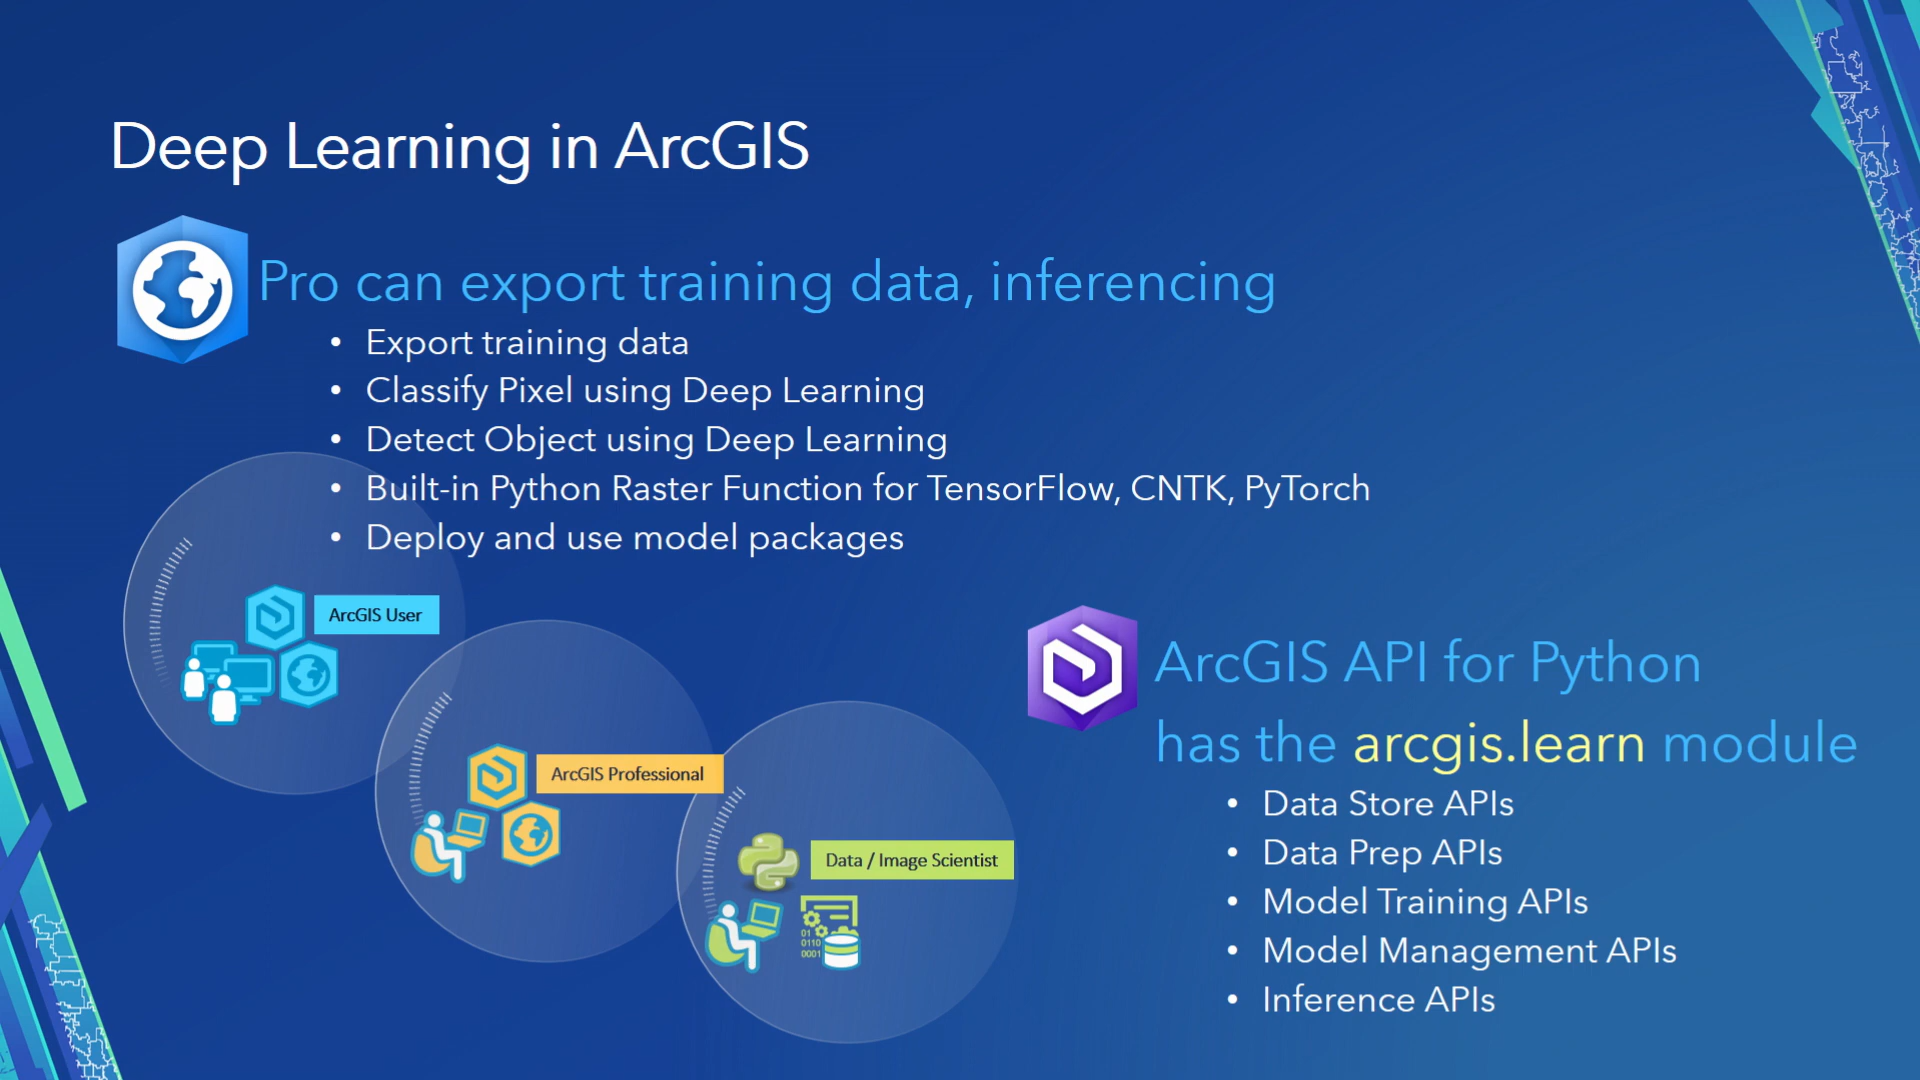 Deep Learning in ArcGIS
Pro can export training data, inferencing
• Export training data
• Classify Pixel using Deep Learning
• Detect Object using Deep Learning
• Built-in Python Raster Function for TensorFlow, CNTK, PyTorch
• Deploy and use model packages
ArcGIS User
ArcGIS Professional
Data / Image Scientist
01
0110
0001
ArcGIS API for Python
has the arcgis.learn module
• Data Store APIs
• Data Prep APIs
• Model Training APIs
• Model Management APIs
• Inference APIs